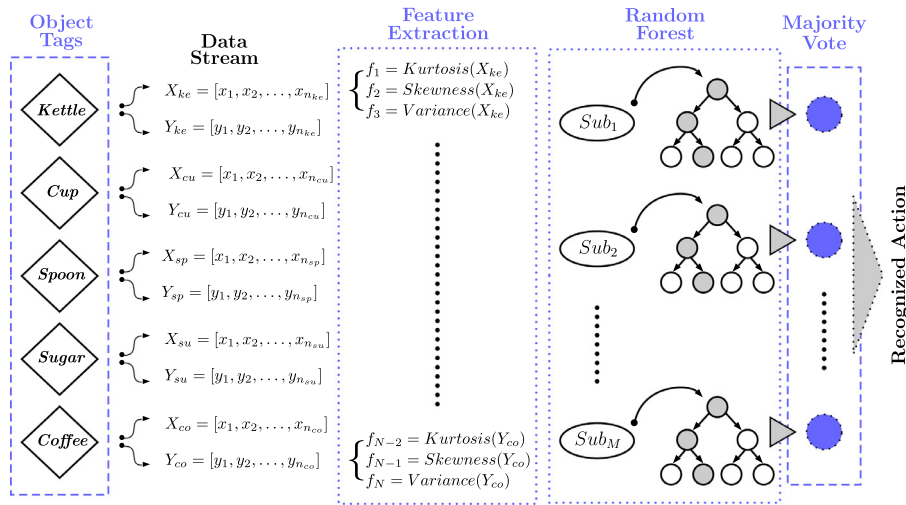 Object
Tags
Data
Stream
Feature
Extraction
Random
Forest
Majority
Vote
Kettle
X_{ke} = [x_1, x_2, . . . , x_{n_{ke}}]
Y_{ke} = [y_1, y_2, . . . , y_{n_{ke}}]
f_1 = Kurtosis(X_{ke})
f_2 = Skewness(X_{ke})
f_3 = Variance(X_{ke})
Sub_1
Cup
X_{cu} = [x_1, x_2, . . . , x_{n_{cu}}]
Y_{cu} = [y_1, y_2, . . . , y_{n_{cu}}]
Spoon
X_{sp} = [x_1, x_2, . . . , x_{n_{sp}}]
Y_{sp} = [y_1, y_2, . . . , y_{n_{sp}}]
Sub_2
Sugar
X_{su} = [x_1, x_2, . . . , x_{n_{su}}]
Y_{su} = [y_1, y_2, . . . , y_{n_{su}}]
Coffee
X_{co} = [x_1, x_2, . . . , x_{n_{co}}]
Y_{co} = [y_1, y_2, . . . , y_{n_{co}}]
f_{N-2} = Kurtosis(Y_{co})
f_{N-1} = Skewness(Y_{co})
f_N = Variance(Y_{co})
Sub_M
Recognized Action